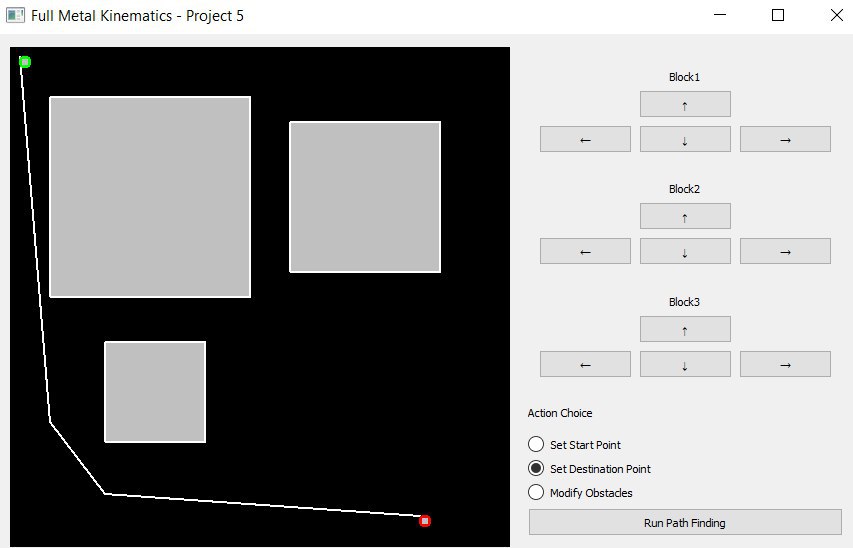 Full Metal Kinematics - Project 5
Block1
↑
← ↓ →
Block2
↑
← ↓ →
Block3
↑
← ↓ →
Action Choice
Set Start Point
Set Destination Point
Modify Obstacles
Run Path Finding